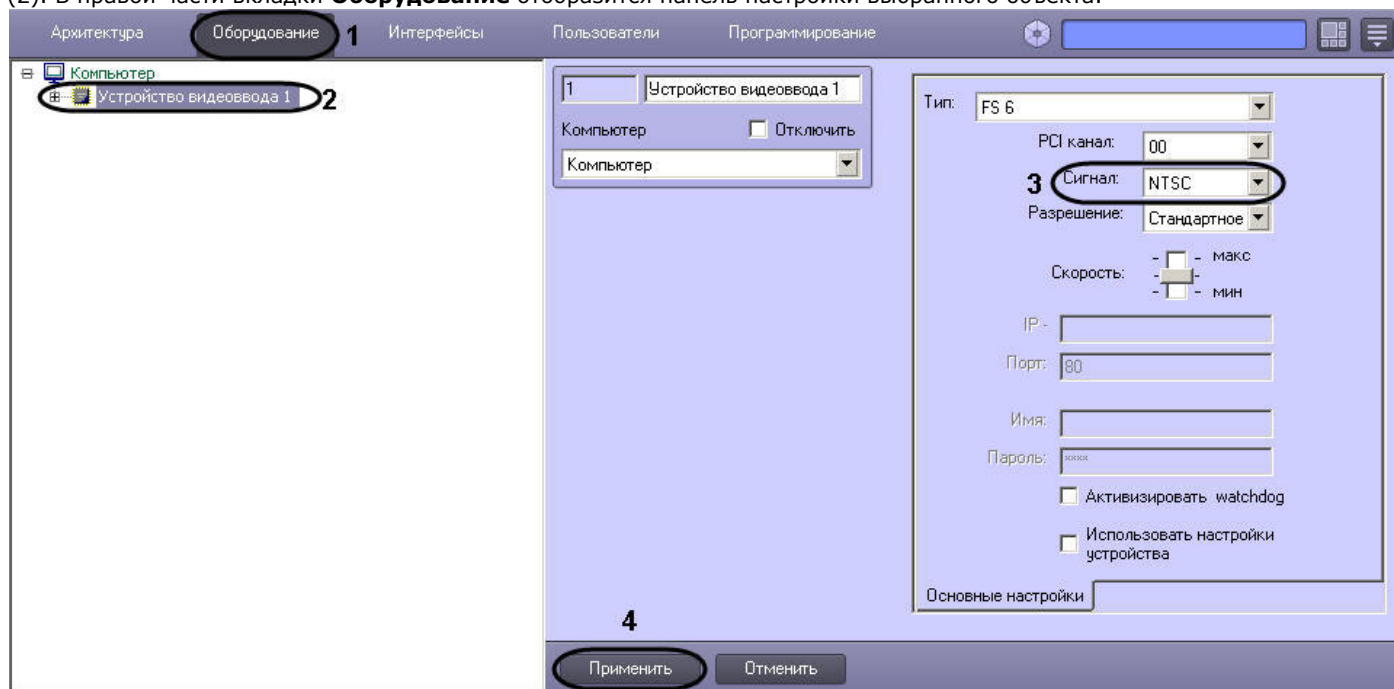 (2). В правой части вкладки Оборудование отобразится панель настройки выбранного объекта.
Архитектура Оборудование 1 Интерфейсы Пользователи Программирование
Компьютер
Устройство видеоввода 1 2
1 Устройство видеоввода 1
Компьютер Отключить
Компьютер
Тип: FS 6
PCI канал: 00
3 Сигнал: NTSC
Разрешение: Стандартное
- - макс
Скорость: - -
- - мин
IP -
Порт: 80
Имя:
Пароль: ****
Активизировать watchdog
Использовать настройки
устройства
Основные настройки
4
Применить Отменить